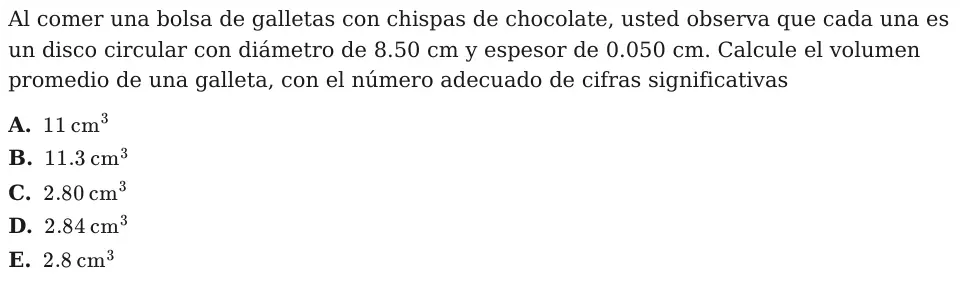 Al comer una bolsa de galletas con chispas de chocolate, usted observa que cada una es
un disco circular con diámetro de 8.50 cm y espesor de 0.050 cm. Calcule el volumen
promedio de una galleta, con el número adecuado de cifras significativas
A. 11 cm³
B. 11.3 cm³
C. 2.80 cm³
D. 2.84 cm³
E. 2.8 cm³